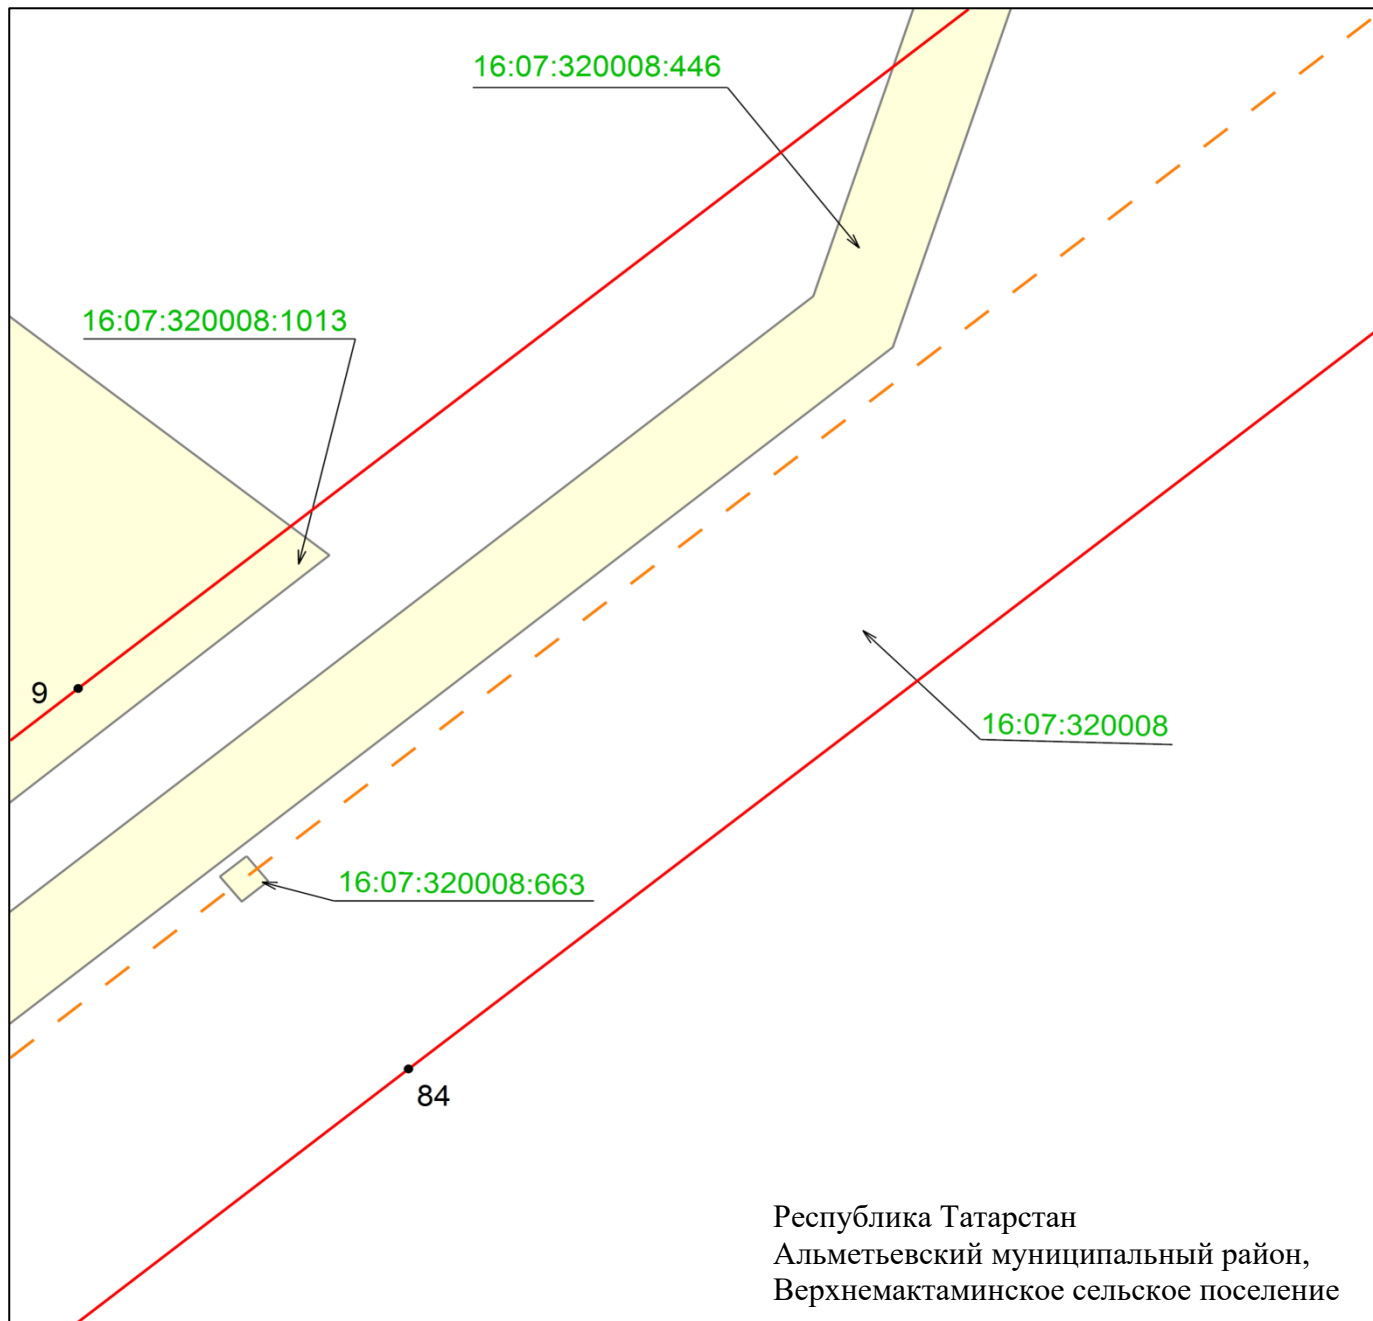 16:07:320008:446
16:07:320008:1013
9
16:07:320008
16:07:320008:663
84
Республика Татарстан
Альметьевский муниципальный район,
Верхнемактаминское сельское поселение